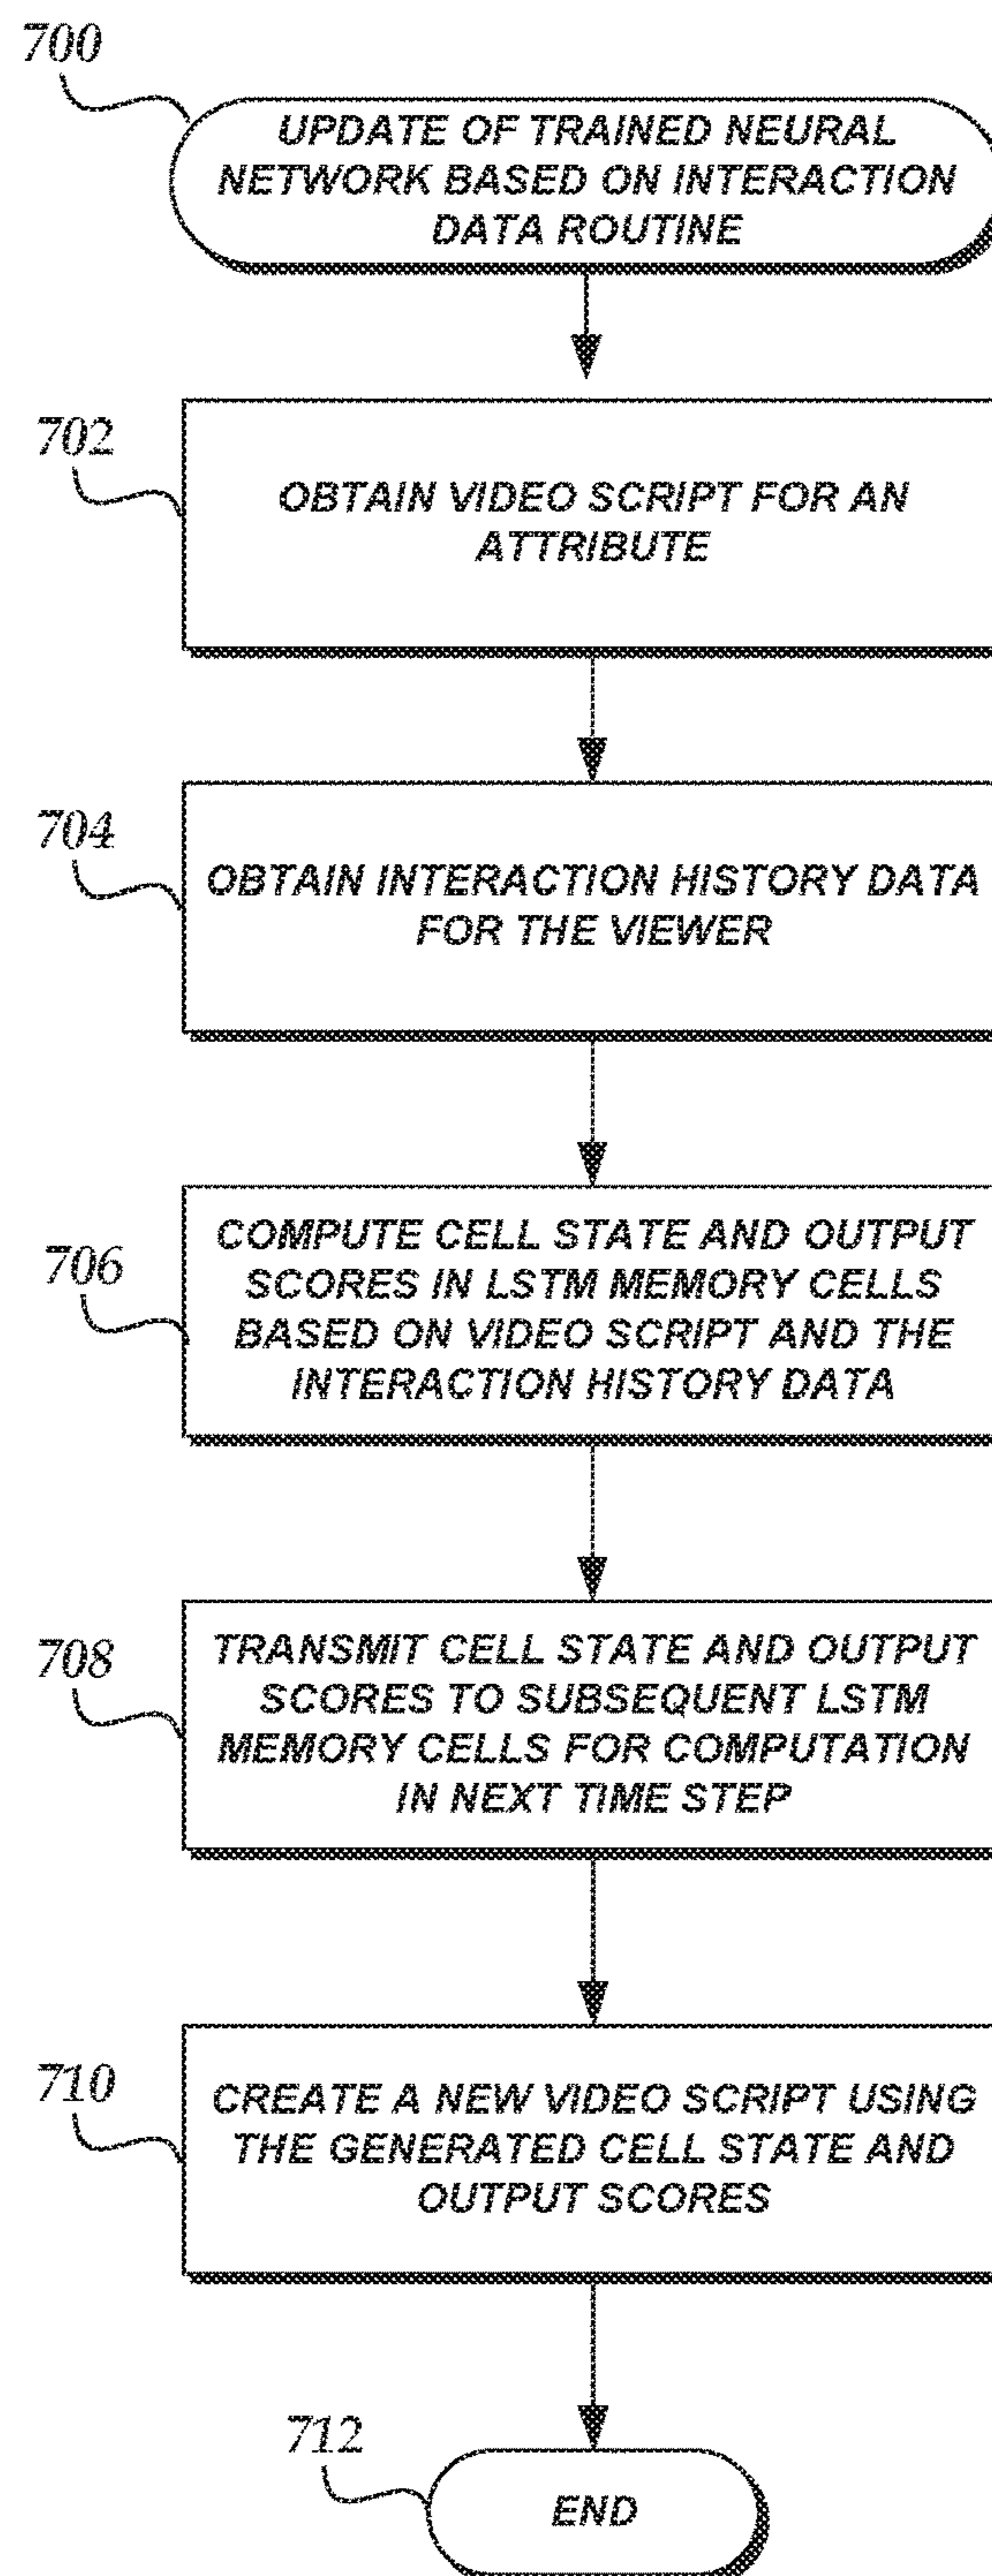 700
UPDATE OF TRAINED NEURAL
NETWORK BASED ON INTERACTION
DATA ROUTINE
702
OBTAIN VIDEO SCRIPT FOR AN
ATTRIBUTE
704
OBTAIN INTERACTION HISTORY DATA
FOR THE VIEWER
706
COMPUTE CELL STATE AND OUTPUT
SCORES IN LSTM MEMORY CELLS
BASED ON VIDEO SCRIPT AND THE
INTERACTION HISTORY DATA
708
TRANSMIT CELL STATE AND OUTPUT
SCORES TO SUBSEQUENT LSTM
MEMORY CELLS FOR COMPUTATION
IN NEXT TIME STEP
710
CREATE A NEW VIDEO SCRIPT USING
THE GENERATED CELL STATE AND
OUTPUT SCORES
712
END